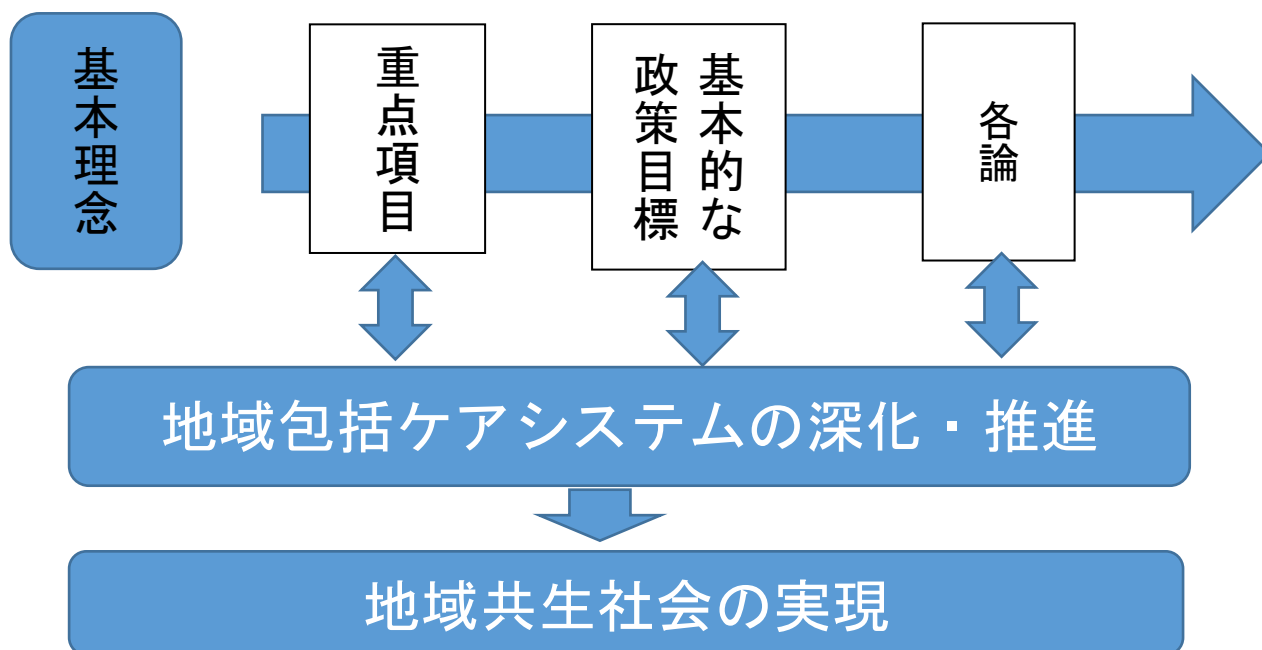 基本理念
重点項目
基本的な
政策目標
各論
地域包括ケアシステムの深化・推進
地域共生社会の実現